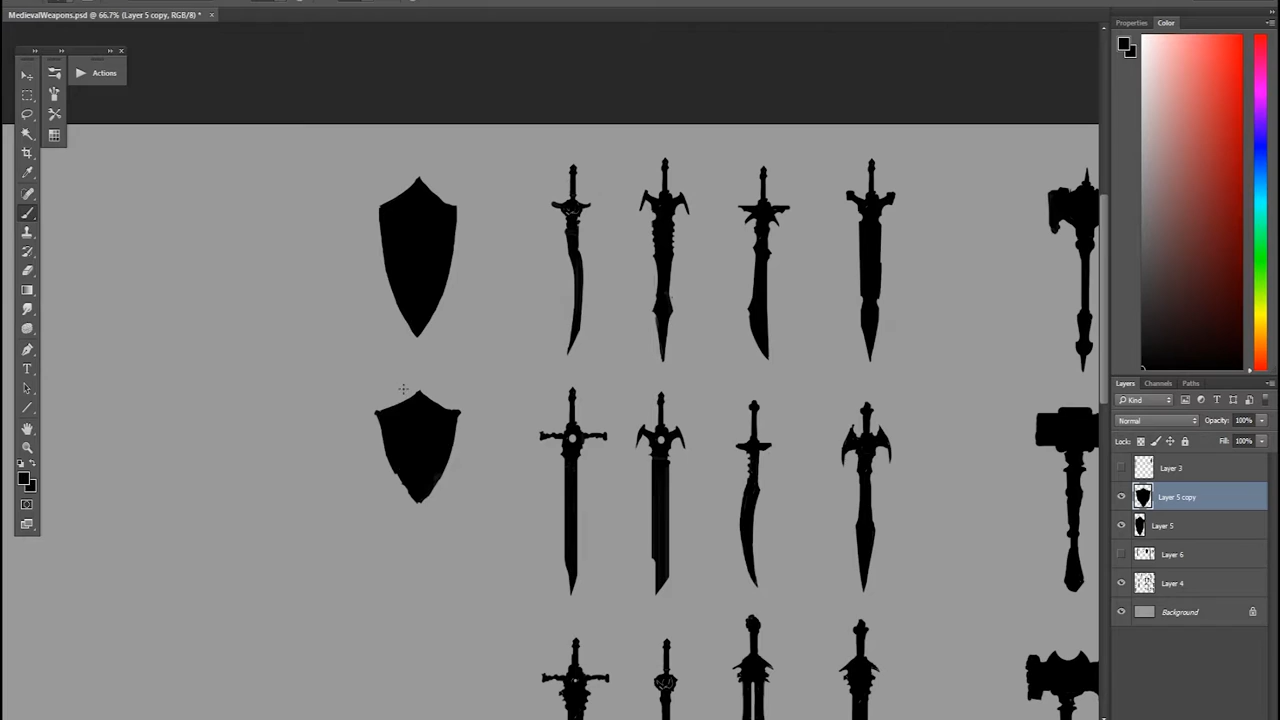 MedievalWeapons.psd @ 66.7% (Layer 5 copy, RGB/8) *
Properties Color
Actions
Layers Channels Paths
Kind
Normal Opacity: 100%
Lock: Fill: 100%
Layer 3
Layer 5 copy
Layer 5
Layer 6
Layer 4
Background